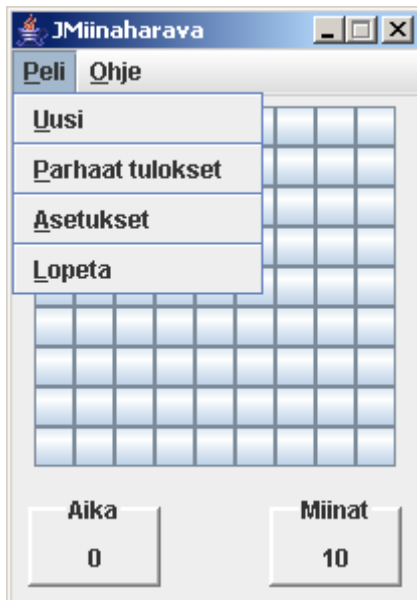 JMiinaharava
Peli Ohje
Uusi
Parhaat tulokset
Asetukset
Lopeta
Aika Miinat
0 10